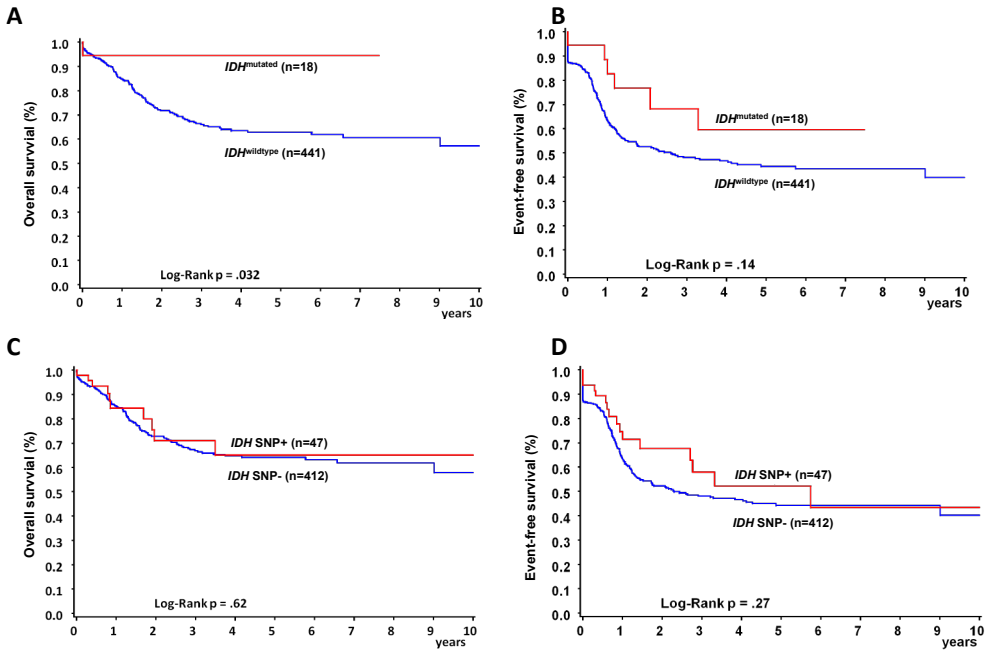 A
Overall survvial (%)
1.0
0.9
0.8
0.7
0.6
0.5
0.4
0.3
0.2
0.1
0.0
IDHmutated (n=18)
IDHwildtype (n=441)
Log-Rank p = .032
0 1 2 3 4 5 6 7 8 9 10
years
B
Event-free survival (%)
1.0
0.9
0.8
0.7
0.6
0.5
0.4
0.3
0.2
0.1
0.0
IDHmutated (n=18)
IDHwildtype (n=441)
Log-Rank p = .14
0 1 2 3 4 5 6 7 8 9 10
years
C
Overall survvial (%)
1.0
0.9
0.8
0.7
0.6
0.5
0.4
0.3
0.2
0.1
0.0
IDH SNP+ (n=47)
IDH SNP- (n=412)
Log-Rank p = .62
0 1 2 3 4 5 6 7 8 9 10
years
D
Event-free survival (%)
1.0
0.9
0.8
0.7
0.6
0.5
0.4
0.3
0.2
0.1
0.0
IDH SNP+ (n=47)
IDH SNP- (n=412)
Log-Rank p = .27
0 1 2 3 4 5 6 7 8 9 10
years